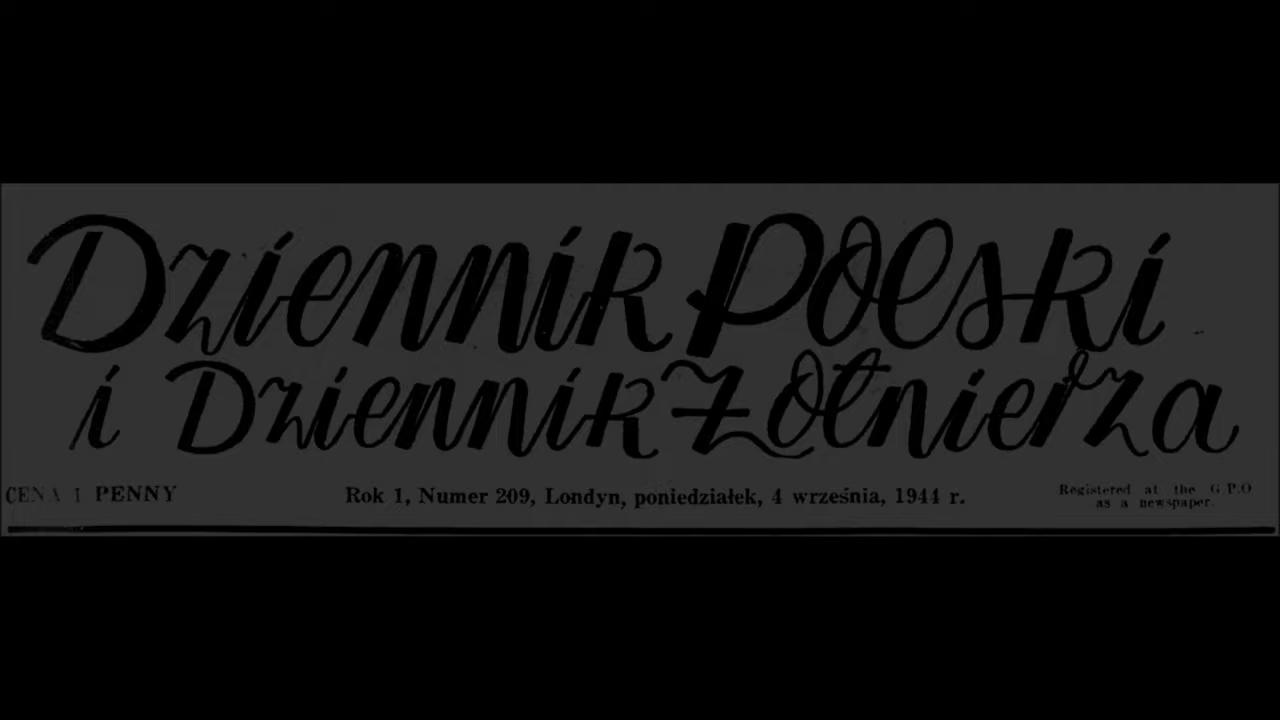 Dziennik Polski
i Dziennik Żołnierza
CENA 1 PENNY
Rok 1, Numer 209, Londyn, poniedziałek, 4 września, 1944 r.
Registered at the G.P.O
as a newspaper.